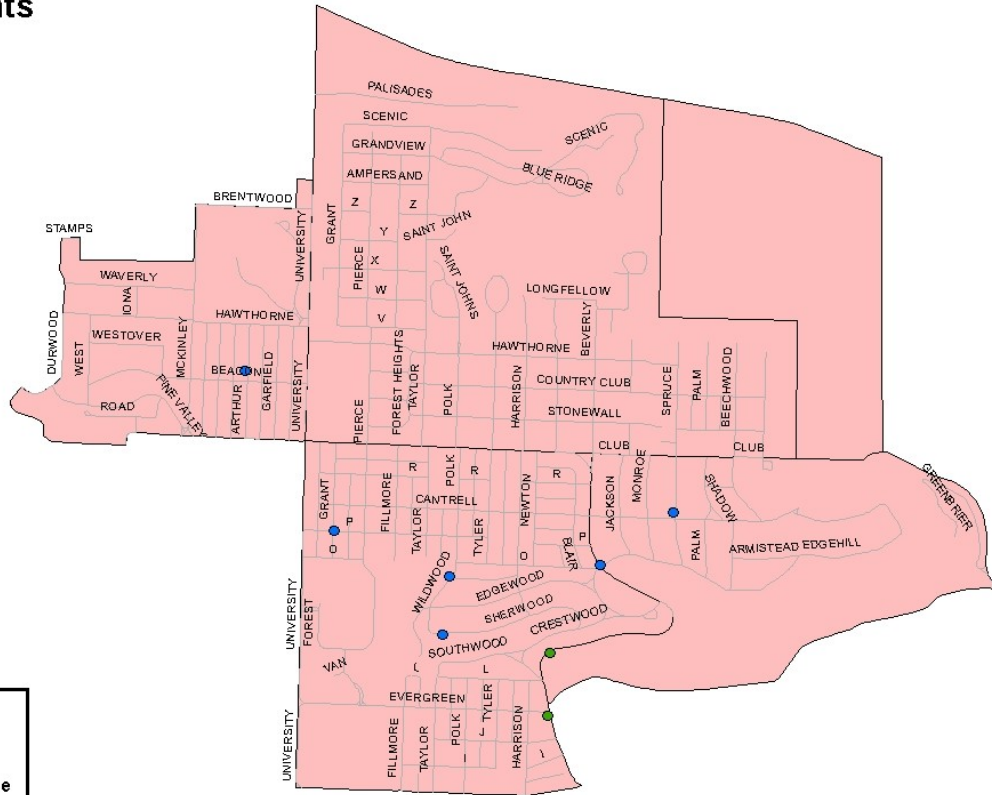 nts
PALISADES
SCENIC
SCENIC
GRANDVIEW
BLUE RIDGE
AMPERSAND
BRENTWOOD
Z
Z
GRANT
STAMPS
SAINT JOHN
Y
UNIVERSITY
PIERCE
X
SAINT JOHNS
WAVERLY
W
LONGFELLOW
IONA
HAWTHORNE
V
BEVERLY
DURWOOD
WESTOVER
MCKINLEY
HAWTHORNE
WEST
FOREST HEIGHTS
TAYLOR
BEACON
GARFIELD
COUNTRY CLUB
SPRUCE
PALM
BEECHWOOD
POLK
HARRISON
ROAD
PINE VALLEY
ARTHUR
UNIVERSITY
PIERCE
STONEWALL
CLUB
CLUB
R
POLK
R
R
MONROE
SHADOW
GREENBRIER
GRANT
FILLMORE
CANTRELL
NEWTON
JACKSON
P
TAYLOR
TYLER
P
O
O
BLAIR
PALM
ARMISTEAD EDGEHILL
WILDWOOD
EDGEWOOD
UNIVERSITY
FOREST
SHERWOOD
CRESTWOOD
SOUTHWOOD
VAN
L
EVERGREEN
TYLER
UNIVERSITY
FILLMORE
TAYLOR
POLK
J
HARRISON
I
e